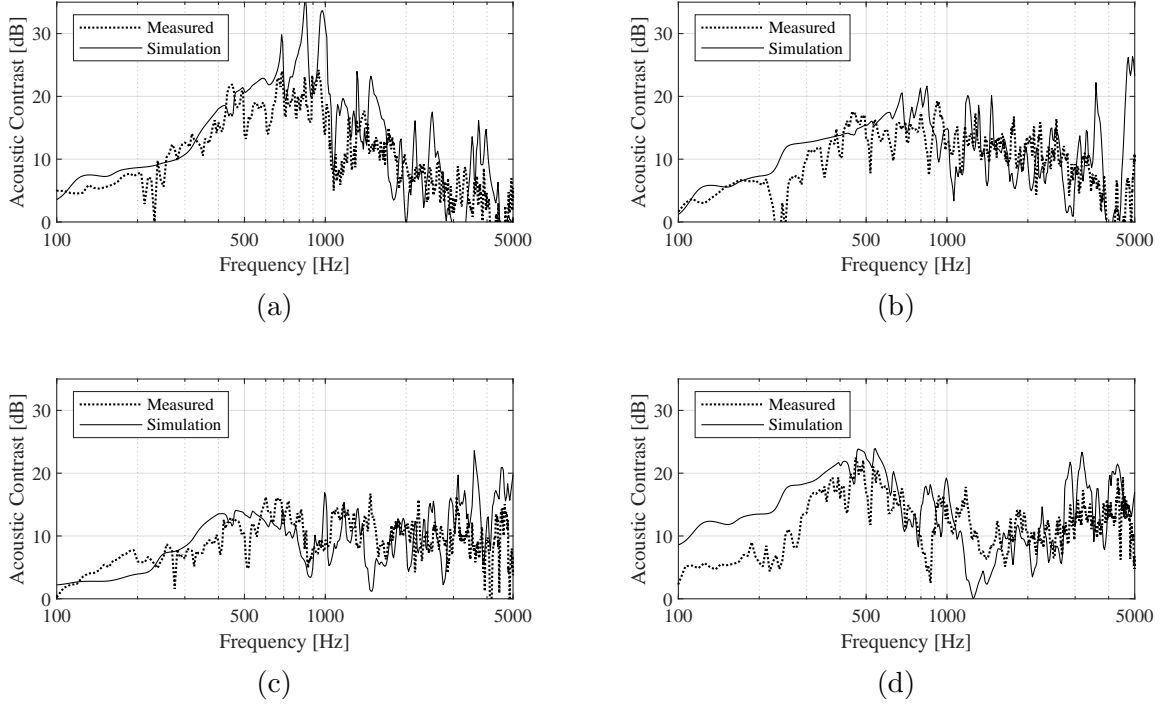 Acoustic Contrast [dB]
30
20
10
0
Measured
Simulation
100 500 1000 5000
Frequency [Hz]
(a)
Acoustic Contrast [dB]
30
20
10
0
Measured
Simulation
100 500 1000 5000
Frequency [Hz]
(b)
Acoustic Contrast [dB]
30
20
10
0
Measured
Simulation
100 500 1000 5000
Frequency [Hz]
(c)
Acoustic Contrast [dB]
30
20
10
0
Measured
Simulation
100 500 1000 5000
Frequency [Hz]
(d)